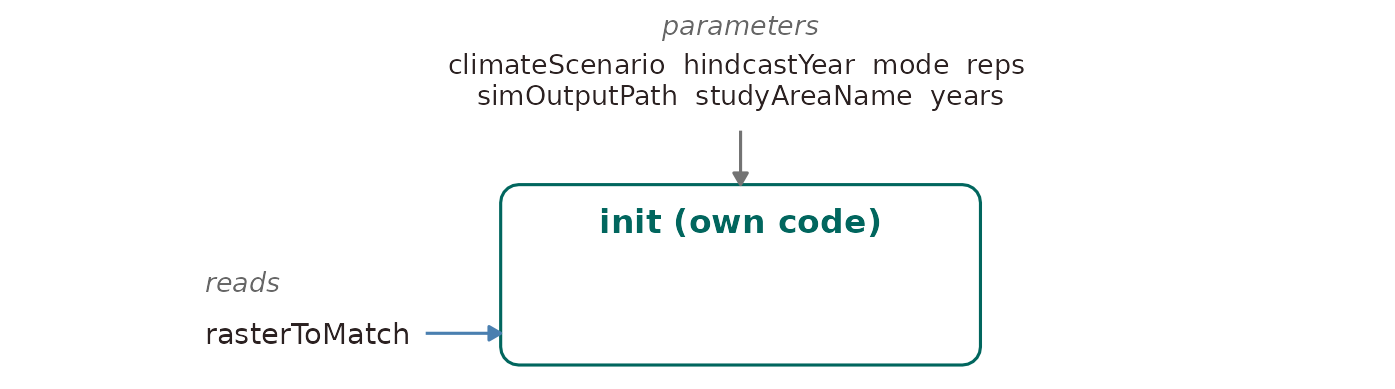 parameters
climateScenario hindcastYear mode reps
simOutputPath studyAreaName years
init (own code)
reads
rasterToMatch